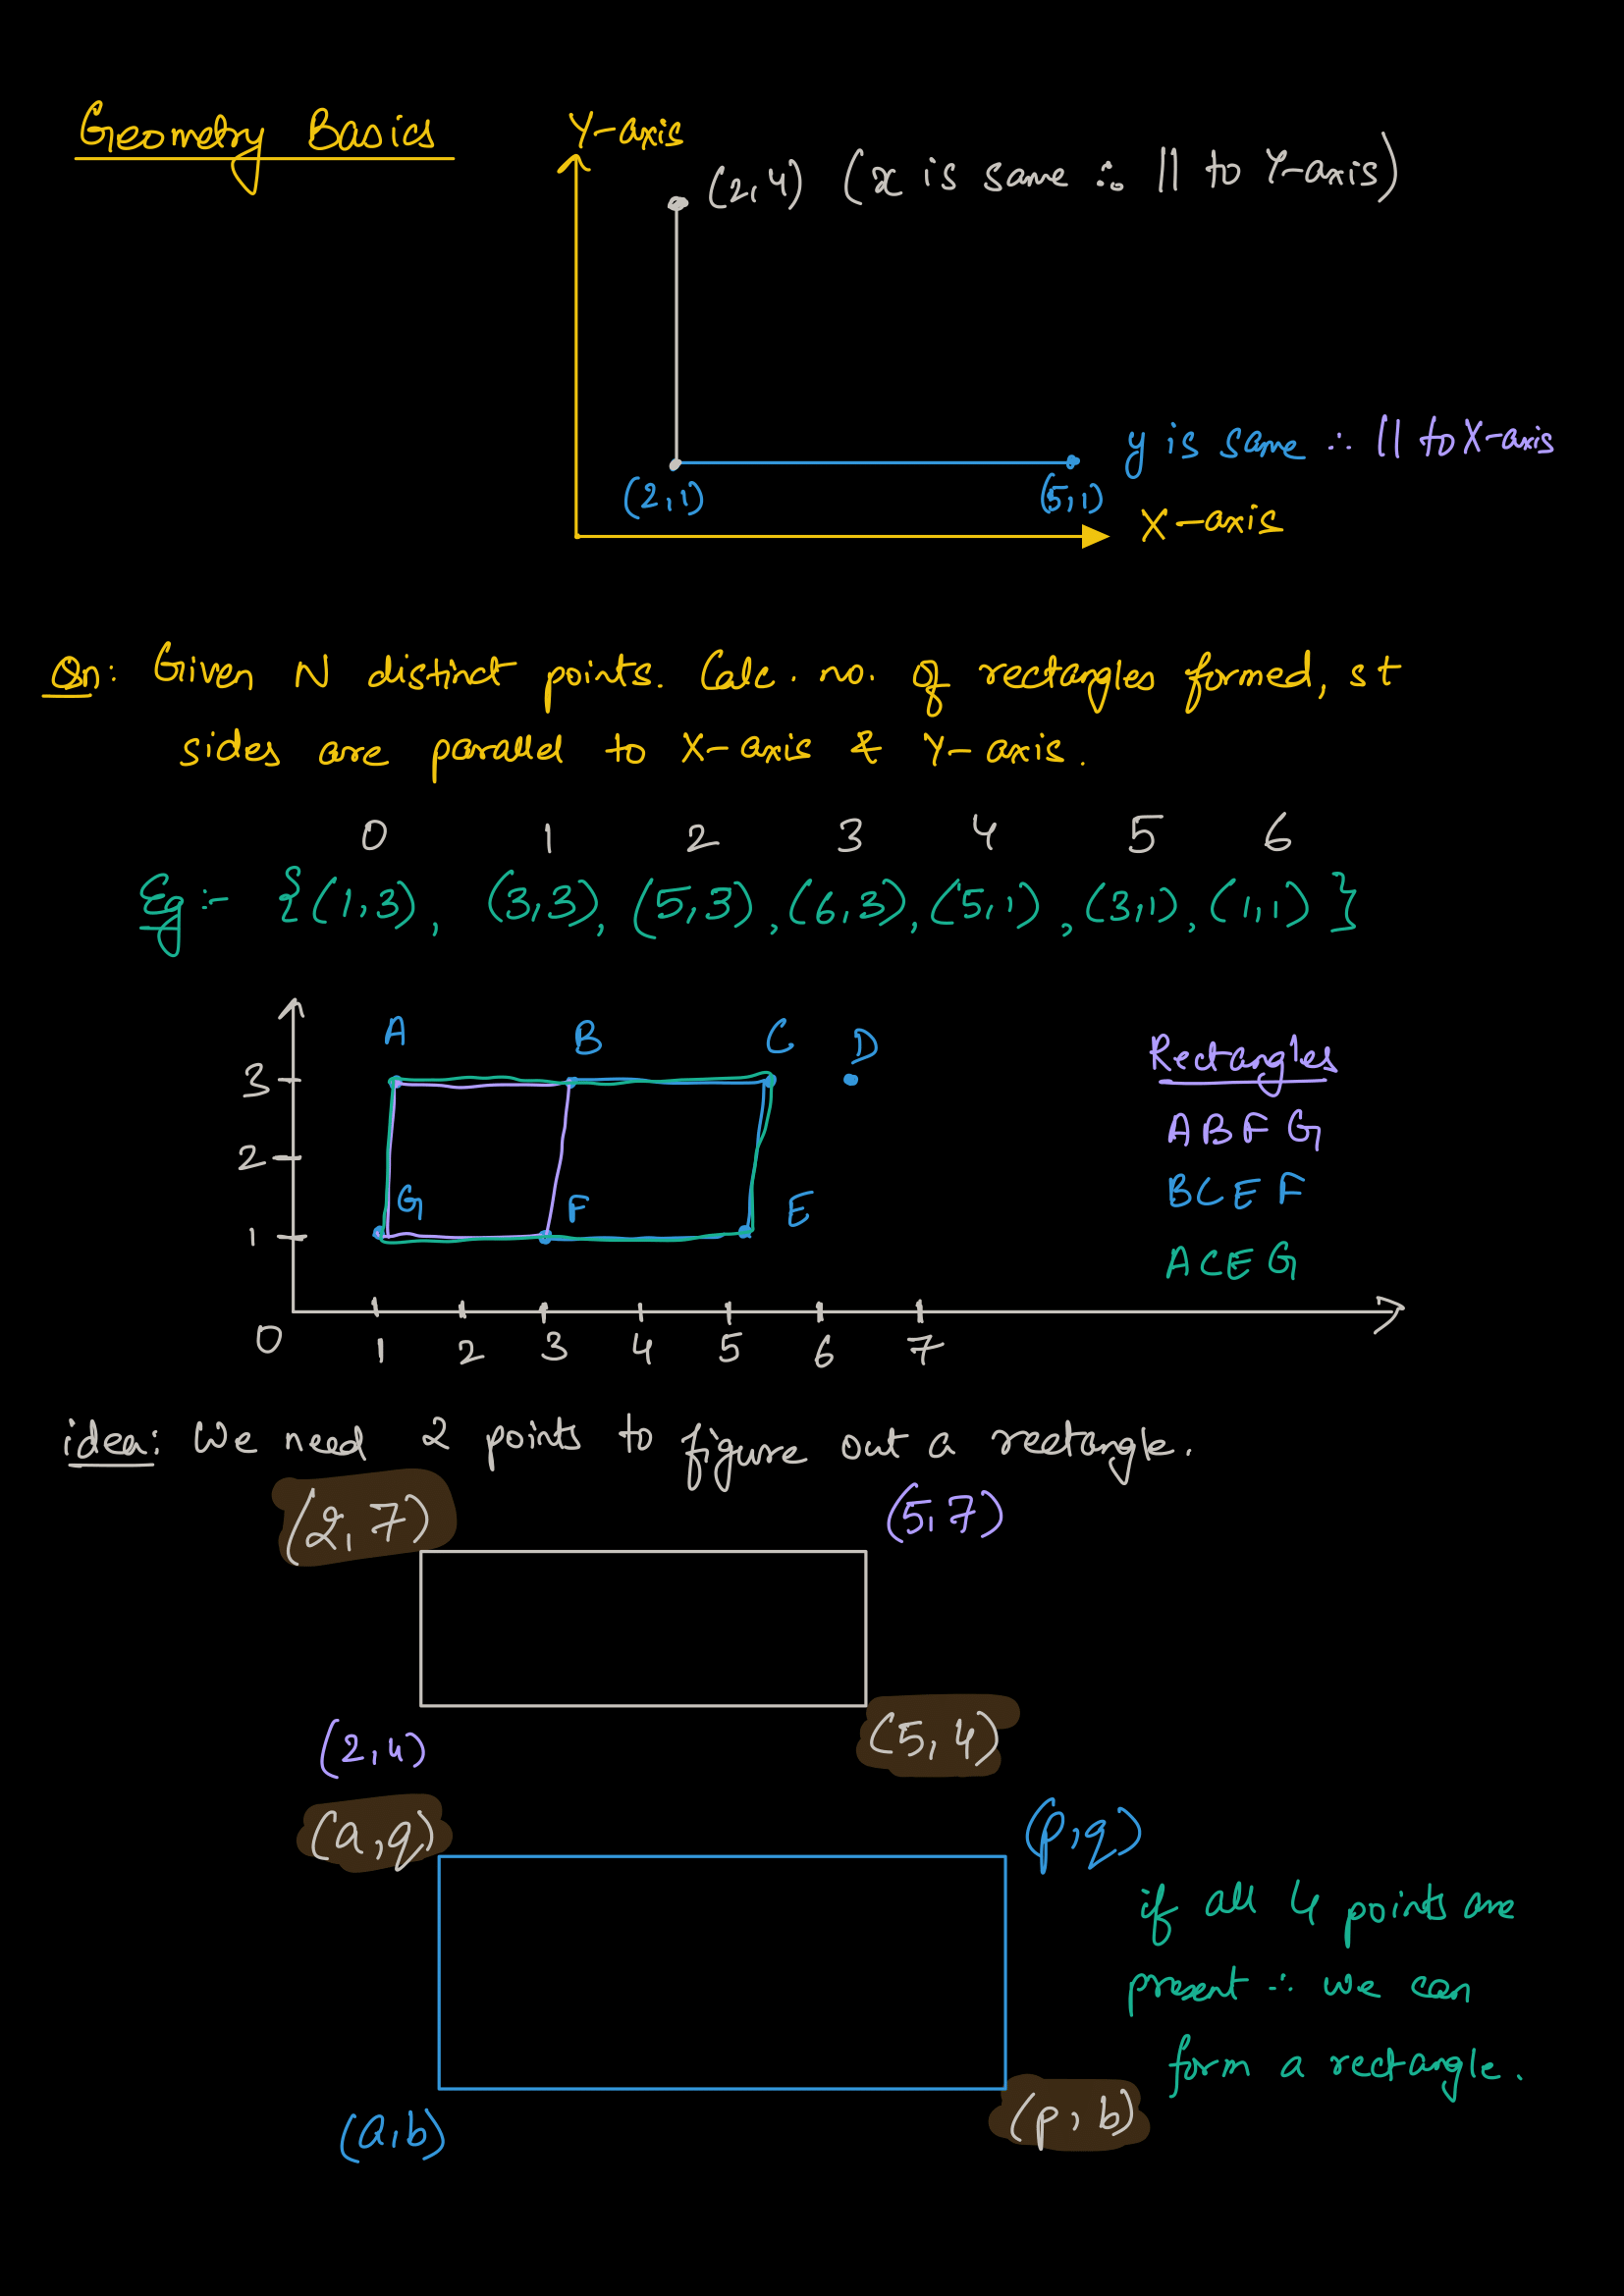 Geometry Basics
Y-axis
(2,4) (x is same ∴ || to Y-axis)
y is same ∴ || to X-axis
(2,1)
(5,1)
X-axis
Qn: Given N distinct points. Calc. no. of rectangles formed, st
sides are parallel to X-axis & Y-axis.
0 1 2 3 4 5 6
Eg :- {(1,3), (3,3), (5,3), (6,3), (5,1), (3,1), (1,1)}
A B C D
3
2
1
G F E
0 1 2 3 4 5 6 7
Rectangles
ABFG
BCEF
ACEG
idea: We need 2 points to figure out a rectangle.
(2,7) (5,7)
(2,4) (5,4)
(a,q) (p,q)
(a,b) (p,b)
if all 4 points are
present ∴ we can
form a rectangle.